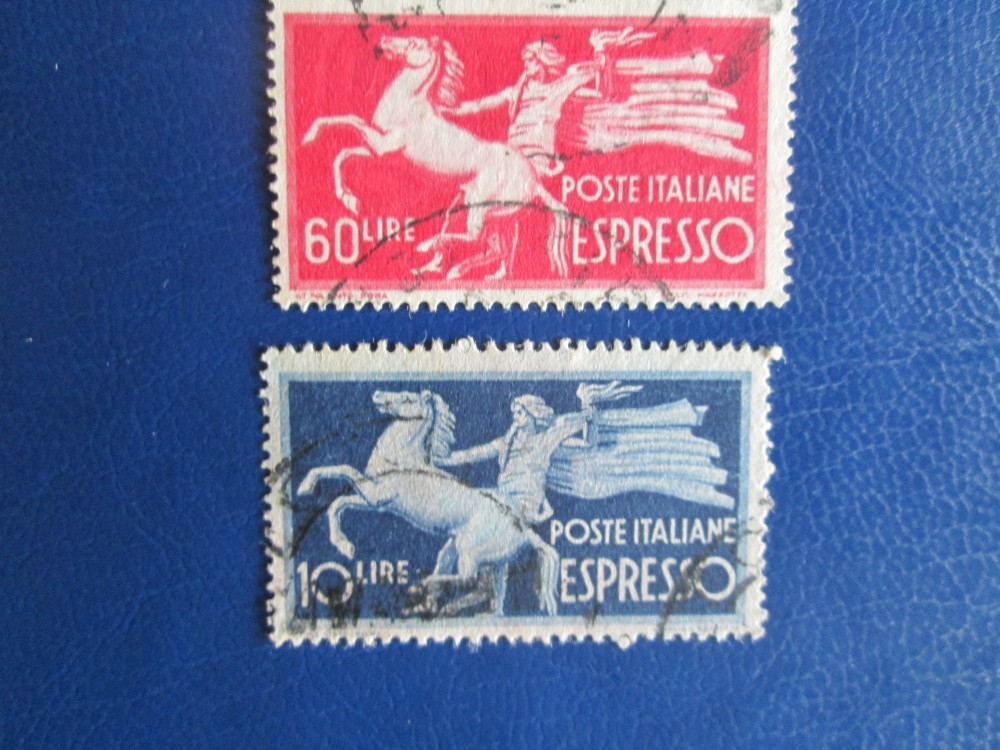 POSTE ITALIANE
60 LIRE ESPRESSO
POSTE ITALIANE
10 LIRE ESPRESSO